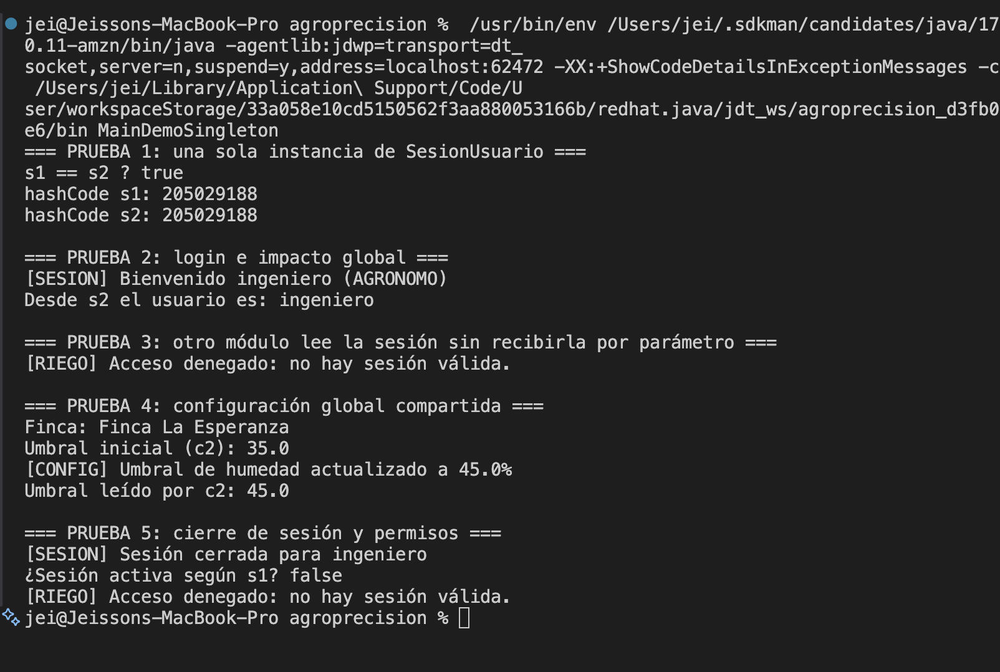 jei@Jeissons-MacBook-Pro agroprecision %  /usr/bin/env /Users/jei/.sdkman/candidates/java/17
0.11-amzn/bin/java -agentlib:jdwp=transport=dt_
socket,server=n,suspend=y,address=localhost:62472 -XX:+ShowCodeDetailsInExceptionMessages -c
/Users/jei/Library/Application\ Support/Code/U
ser/workspaceStorage/33a058e10cd5150562f3aa880053166b/redhat.java/jdt_ws/agroprecision_d3fb0
e6/bin MainDemoSingleton
=== PRUEBA 1: una sola instancia de SesionUsuario ===
s1 == s2 ? true
hashCode s1: 205029188
hashCode s2: 205029188
=== PRUEBA 2: login e impacto global ===
[SESION] Bienvenido ingeniero (AGRONOMO)
Desde s2 el usuario es: ingeniero
=== PRUEBA 3: otro módulo lee la sesión sin recibirla por parámetro ===
[RIEGO] Acceso denegado: no hay sesión válida.
=== PRUEBA 4: configuración global compartida ===
Finca: Finca La Esperanza
Umbral inicial (c2): 35.0
[CONFIG] Umbral de humedad actualizado a 45.0%
Umbral leído por c2: 45.0
=== PRUEBA 5: cierre de sesión y permisos ===
[SESION] Sesión cerrada para ingeniero
¿Sesión activa según s1? false
[RIEGO] Acceso denegado: no hay sesión válida.
jei@Jeissons-MacBook-Pro agroprecision %